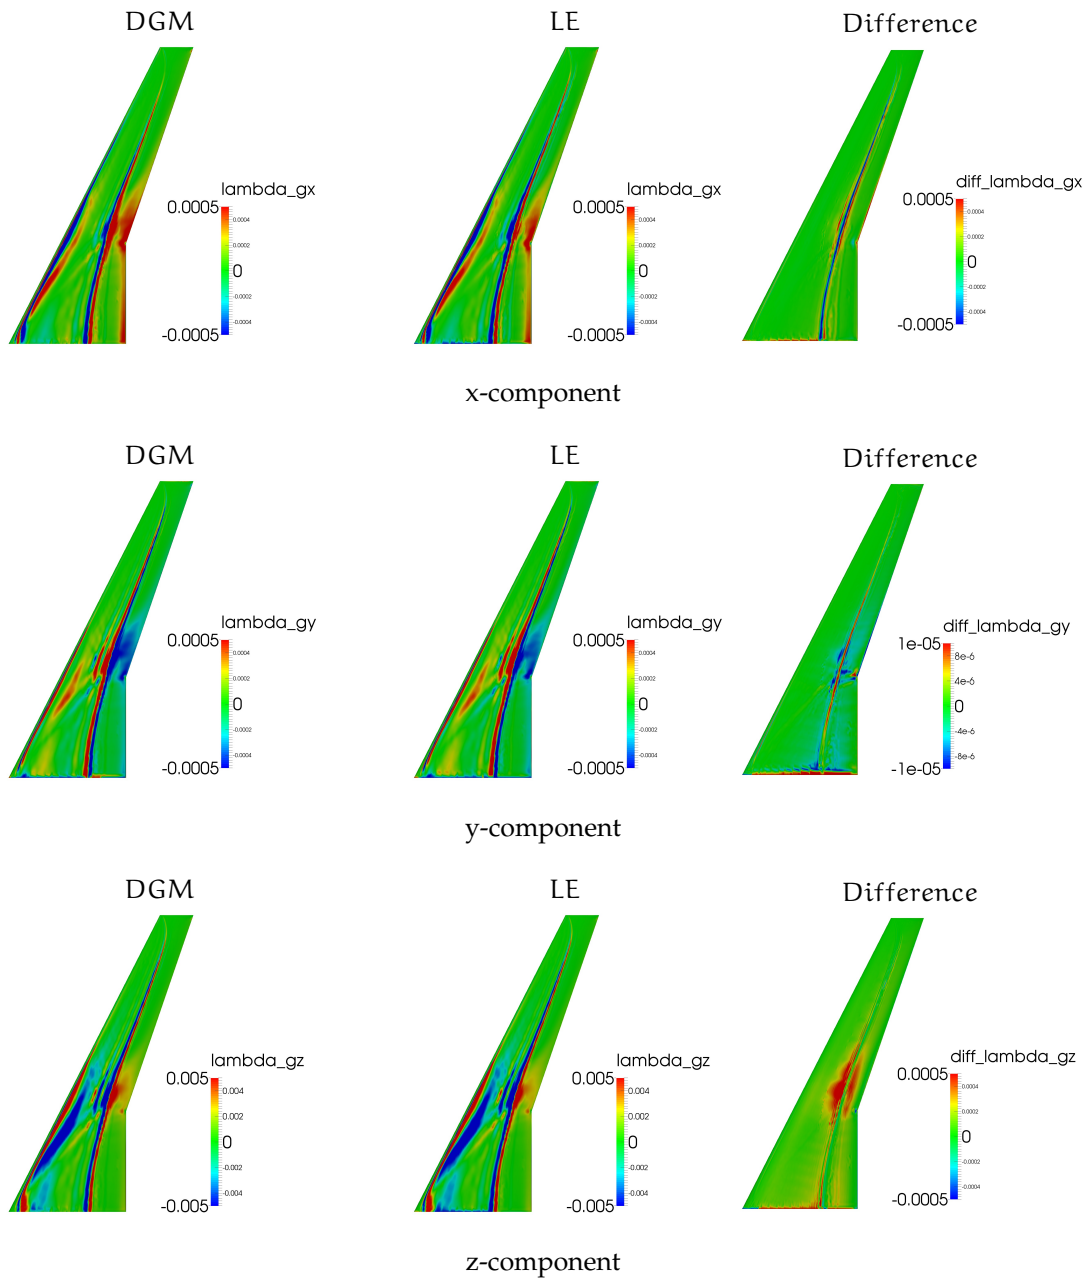 DGM LE Difference
lambda_gx lambda_gx diff_lambda_gx
0.0005 0.0005 0.0005
0.0004 0.0004 0.0004
0.0002 0.0002 0.0002
0 0 0
-0.0002 -0.0002 -0.0002
-0.0004 -0.0004 -0.0004
-0.0005 -0.0005 -0.0005
x-component
DGM LE Difference
lambda_gy lambda_gy diff_lambda_gy
0.0005 0.0005 1e-05
0.0004 0.0004 8e-6
0.0002 0.0002 4e-6
0 0 0
-0.0002 -0.0002 -4e-6
-0.0004 -0.0004 -8e-6
-0.0005 -0.0005 -1e-05
y-component
DGM LE Difference
lambda_gz lambda_gz diff_lambda_gz
0.005 0.005 0.0005
0.004 0.004 0.0004
0.002 0.002 0.0002
0 0 0
-0.002 -0.002 -0.0002
-0.004 -0.004 -0.0004
-0.005 -0.005 -0.0005
z-component